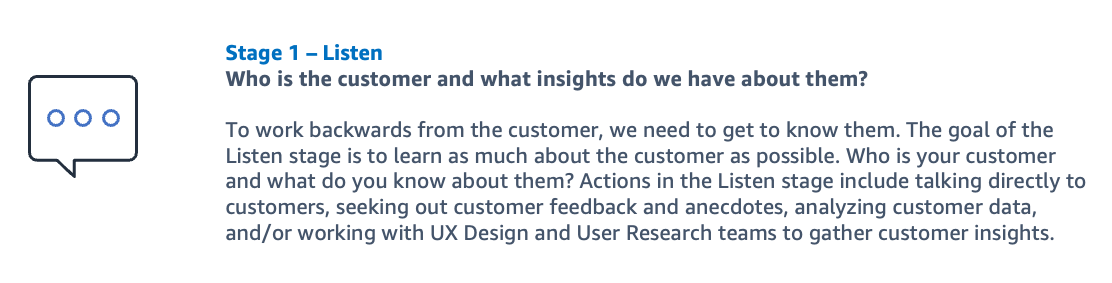 Stage 1 – Listen
Who is the customer and what insights do we have about them?
To work backwards from the customer, we need to get to know them. The goal of the
Listen stage is to learn as much about the customer as possible. Who is your customer
and what do you know about them? Actions in the Listen stage include talking directly to
customers, seeking out customer feedback and anecdotes, analyzing customer data,
and/or working with UX Design and User Research teams to gather customer insights.